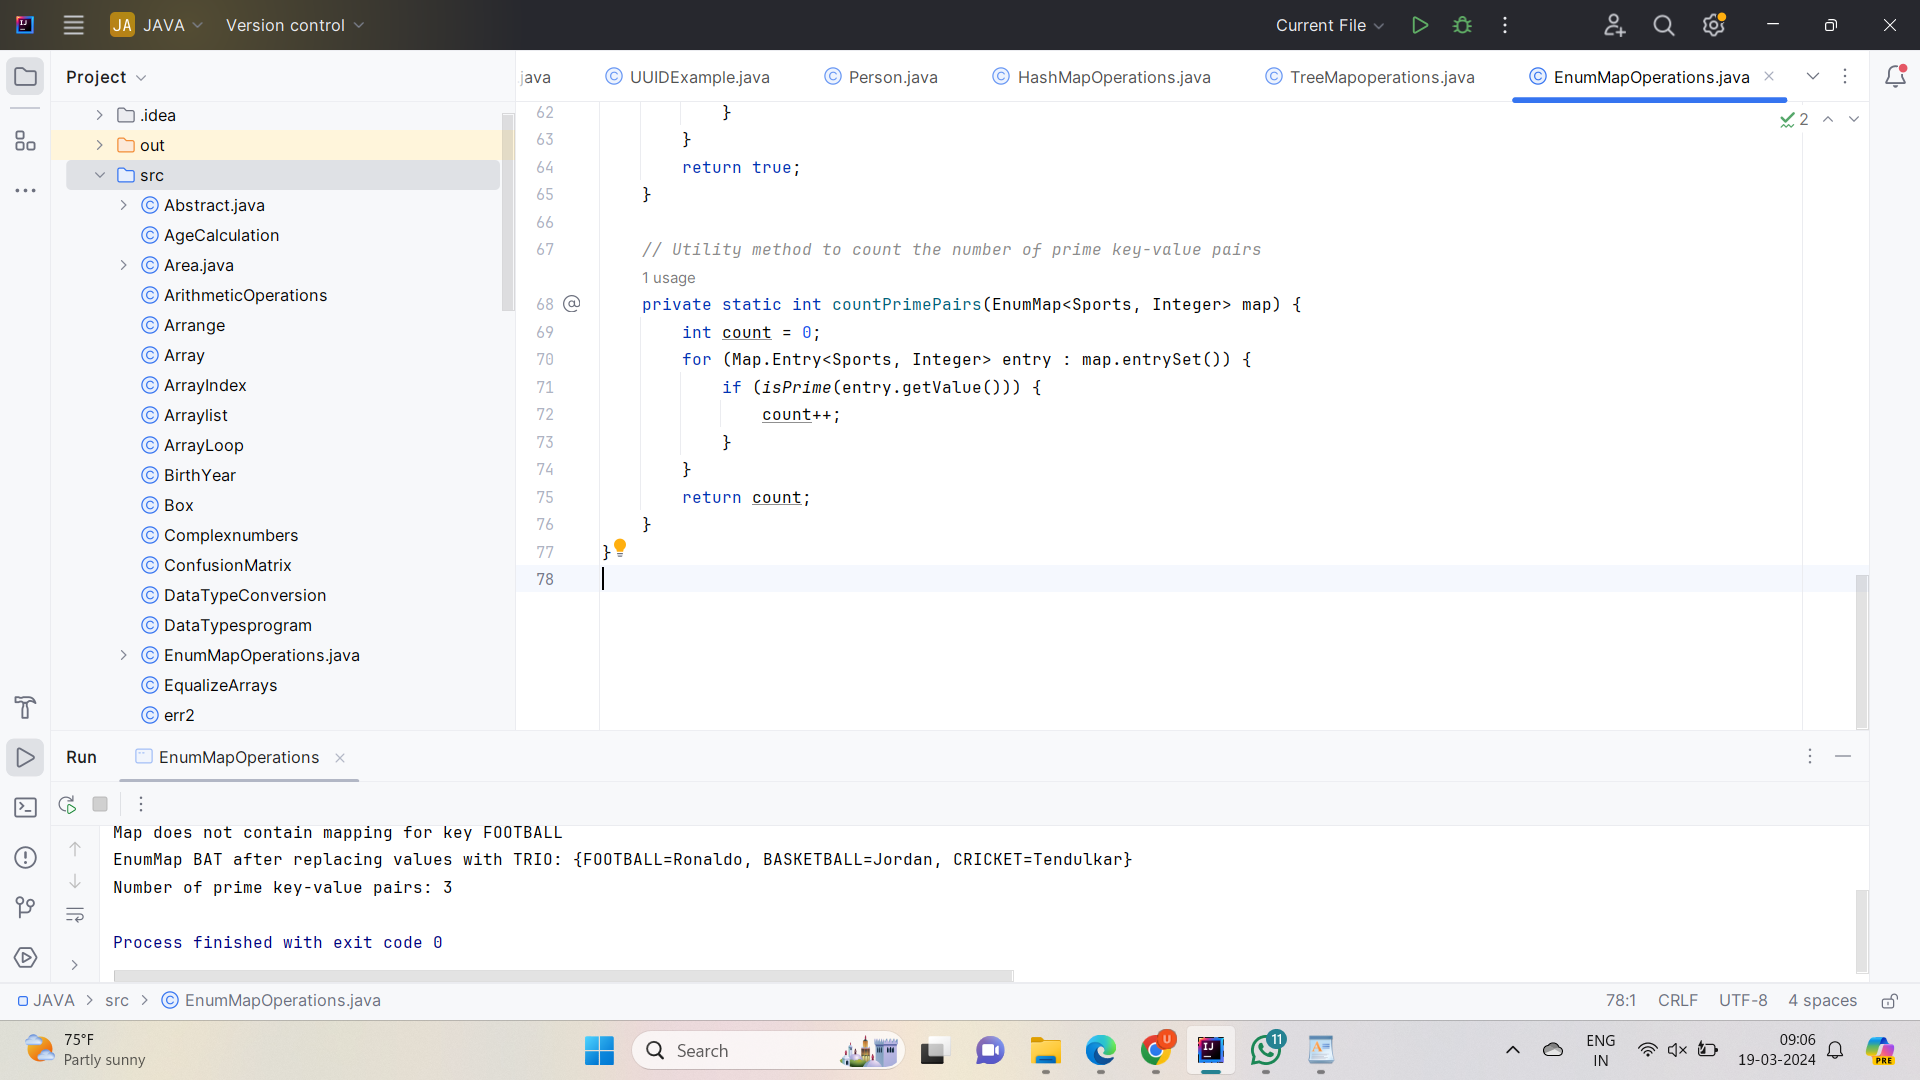 JA JAVA Version control Current File
Project
java UUIDExample.java Person.java HashMapOperations.java TreeMapoperations.java EnumMapOperations.java
.idea
out
src
Abstract.java
AgeCalculation
Area.java
ArithmeticOperations
Arrange
Array
ArrayIndex
Arraylist
ArrayLoop
BirthYear
Box
Complexnumbers
ConfusionMatrix
DataTypeConversion
DataTypesprogram
EnumMapOperations.java
EqualizeArrays
err2
2
62 }
63 }
64 return true;
65 }
66
67 // Utility method to count the number of prime key-value pairs
1 usage
68 @ private static int countPrimePairs(EnumMap<Sports, Integer> map) {
69 int count = 0;
70 for (Map.Entry<Sports, Integer> entry : map.entrySet()) {
71 if (isPrime(entry.getValue())) {
72 count++;
73 }
74 }
75 return count;
76 }
77 }
78
Run EnumMapOperations
Map does not contain mapping for key FOOTBALL
EnumMap BAT after replacing values with TRIO: {FOOTBALL=Ronaldo, BASKETBALL=Jordan, CRICKET=Tendulkar}
Number of prime key-value pairs: 3
Process finished with exit code 0
JAVA > src > EnumMapOperations.java 78:1 CRLF UTF-8 4 spaces
75°F
Partly sunny
Search
U
11
ENG
IN
09:06
19-03-2024
PRE